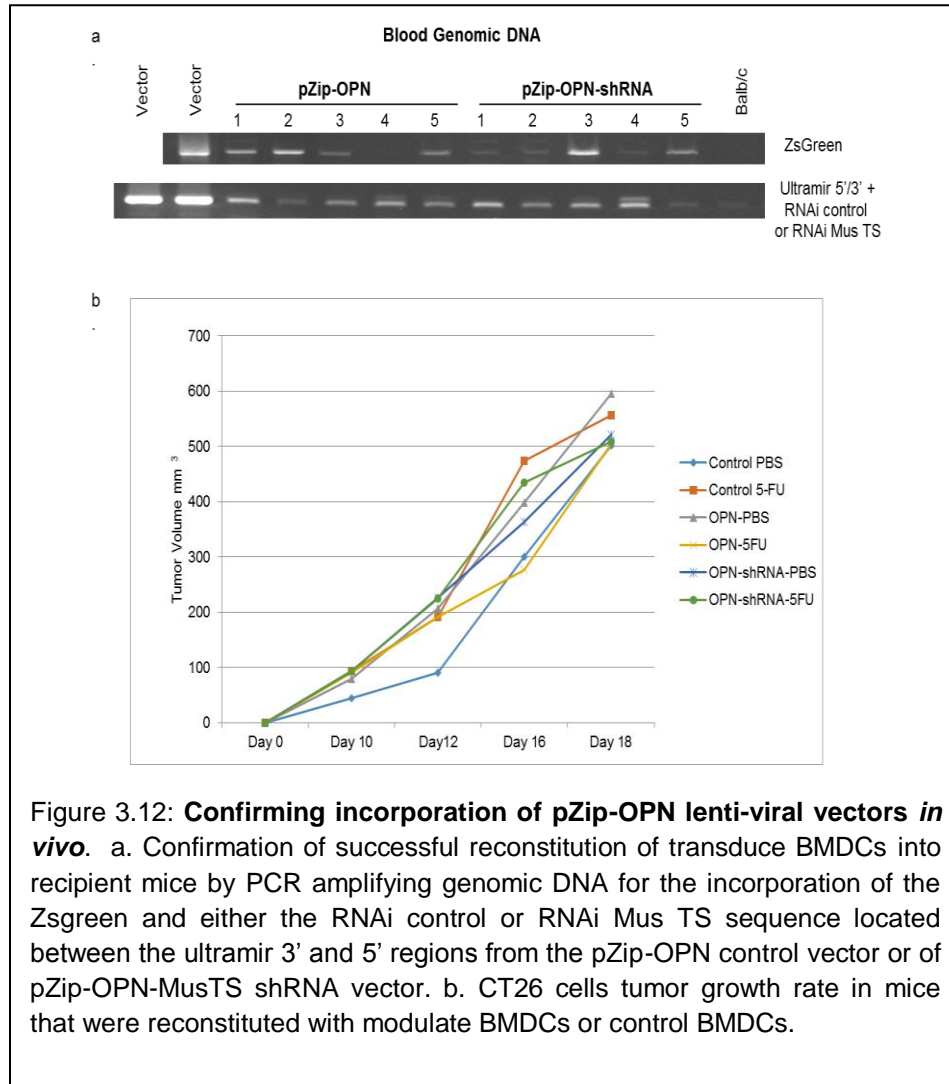 a
.
Blood Genomic DNA
Vector
Vector
pZip-OPN
pZip-OPN-shRNA
Balb/c
1 2 3 4 5 1 2 3 4 5
ZsGreen
Ultramir 5'/3' +
RNAi control
or RNAi Mus TS
b
.
700
600
500
400
300
200
100
0
Tumor Volume mm ³
Day 0 Day 10 Day12 Day 16 Day 18
Control PBS
Control 5-FU
OPN-PBS
OPN-5FU
OPN-shRNA-PBS
OPN-shRNA-5FU
Figure 3.12: Confirming incorporation of pZip-OPN lenti-viral vectors in
vivo. a. Confirmation of successful reconstitution of transduce BMDCs into
recipient mice by PCR amplifying genomic DNA for the incorporation of the
Zsgreen and either the RNAi control or RNAi Mus TS sequence located
between the ultramir 3' and 5' regions from the pZip-OPN control vector or of
pZip-OPN-MusTS shRNA vector. b. CT26 cells tumor growth rate in mice
that were reconstituted with modulate BMDCs or control BMDCs.